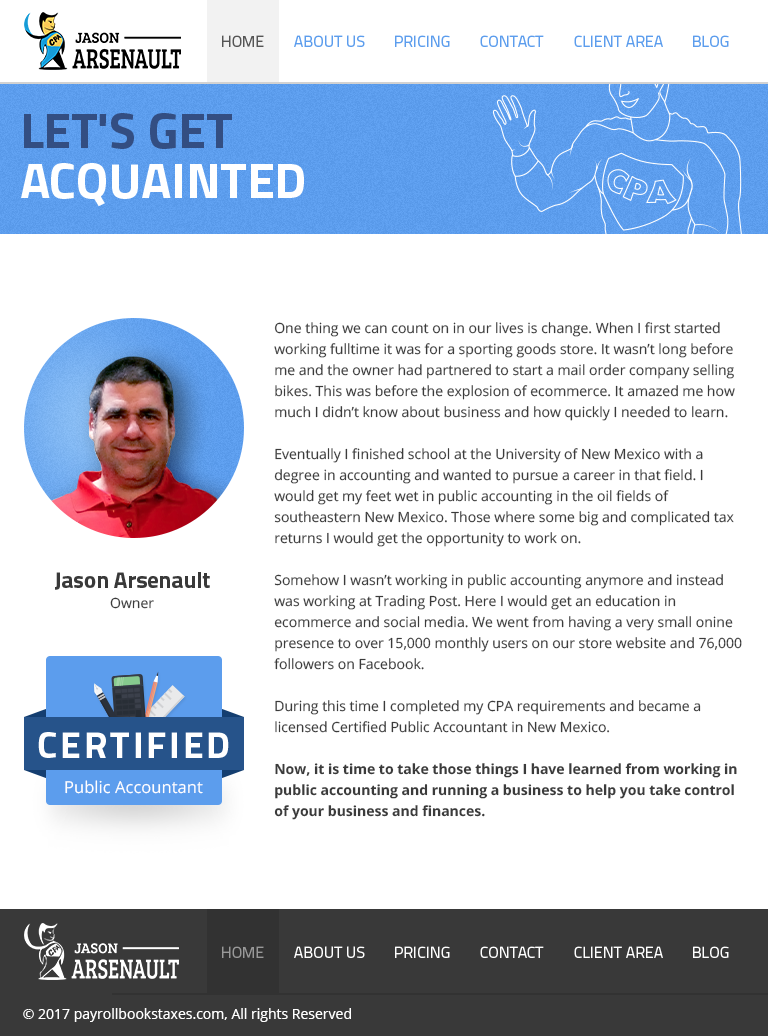 CPA
JASON
ARSENAULT
HOME
ABOUT US
PRICING
CONTACT
CLIENT AREA
BLOG
LET'S GET
ACQUAINTED
CPA
One thing we can count on in our lives is change. When I first started
working fulltime it was for a sporting goods store. It wasn't long before
me and the owner had partnered to start a mail order company selling
bikes. This was before the explosion of ecommerce. It amazed me how
much I didn't know about business and how quickly I needed to learn.
Eventually I finished school at the University of New Mexico with a
degree in accounting and wanted to pursue a career in that field. I
would get my feet wet in public accounting in the oil fields of
southeastern New Mexico. Those where some big and complicated tax
returns I would get the opportunity to work on.
Somehow I wasn't working in public accounting anymore and instead
was working at Trading Post. Here I would get an education in
ecommerce and social media. We went from having a very small onine
presence to over 15,000 monthly users on our store website and 76,000
followers on Facebook.
During this time I completed my CPA requirements and became a
licensed Certified Public Accountant in New Mexico.
Now, it is time to take those things I have learned from working in
public accounting and running a business to help you take control
of your business and finances.
Jason Arsenault
Owner
CERTIFIED
Public Accountant
CPA
JASON
ARSENAULT
HOME
ABOUT US
PRICING
CONTACT
CLIENT AREA
BLOG
© 2017 payrollbookstaxes.com, All rights Reserved